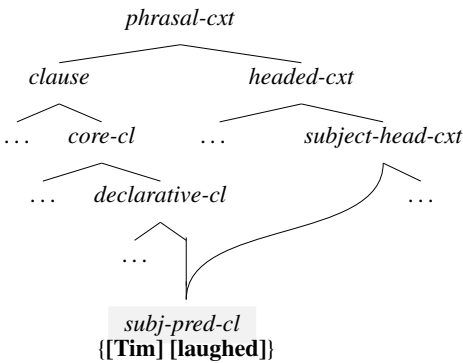 phrasal-cxt
clause headed-cxt
... core-cl ... subject-head-cxt
... declarative-cl ...
...
subj-pred-cl
{[Tim] [laughed]}